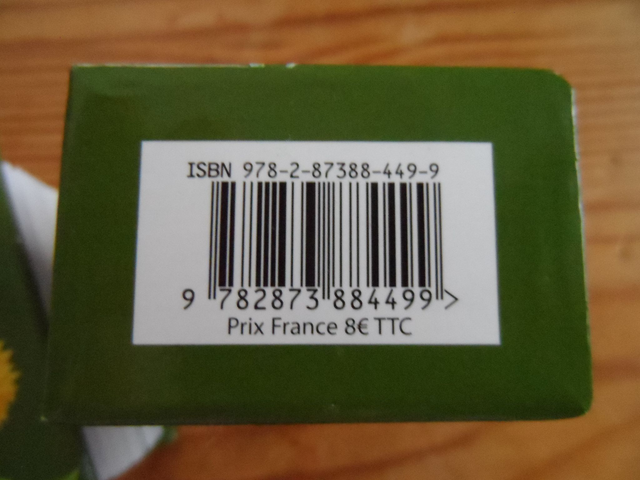 ISBN 978-2-87388-449-9
9 782873 884499 >
Prix France 8€ TTC